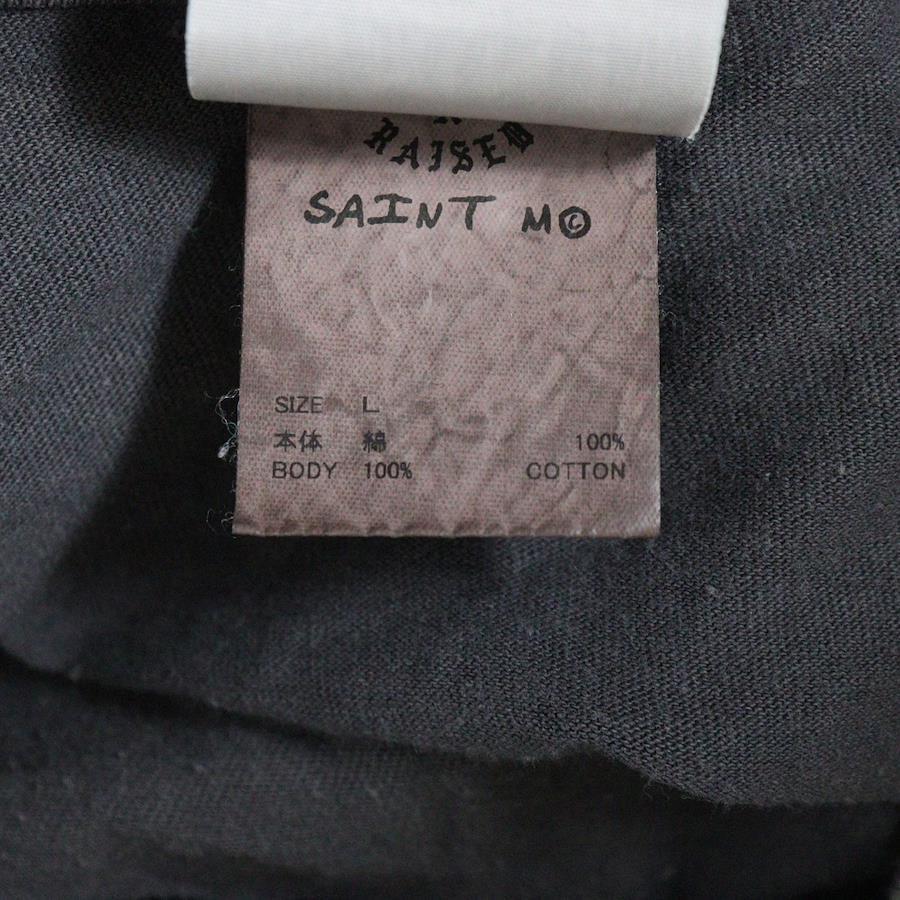 RAISED
SAINT M©
SIZE L
本体 綿 100%
BODY 100% COTTON